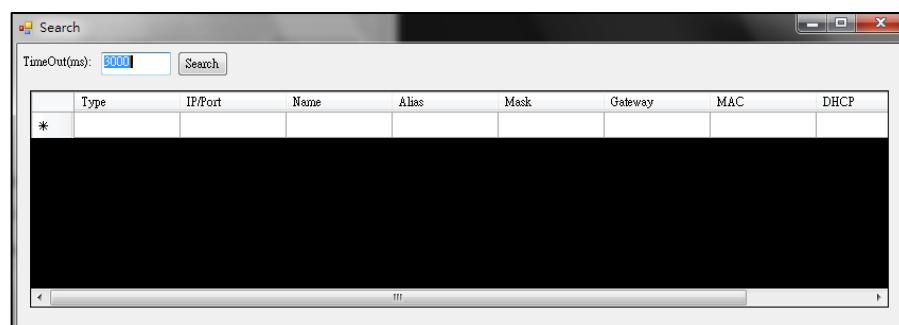 Search
TimeOut(ms): 3000 Search
Type IP/Port Name Alias Mask Gateway MAC DHCP
*